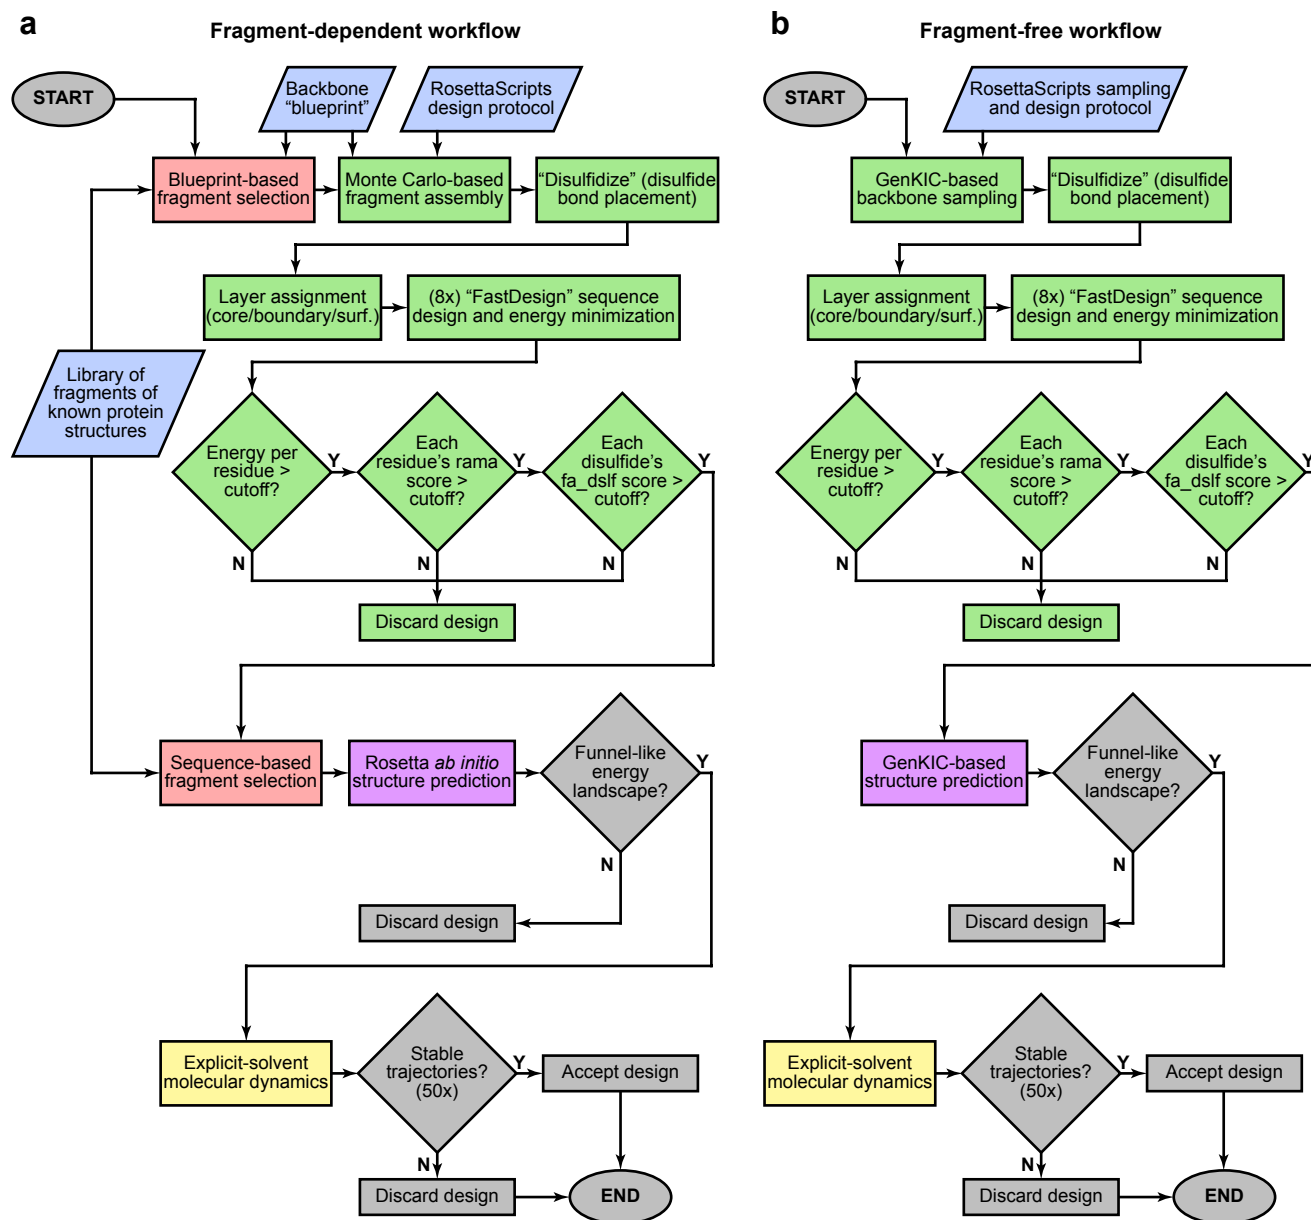 a
Fragment-dependent workflow
START
Backbone
“blueprint”
RosettaScripts
design protocol
Blueprint-based
fragment selection
Monte Carlo-based
fragment assembly
“Disulfidize” (disulfide
bond placement)
Layer assignment
(core/boundary/surf.)
(8x) “FastDesign” sequence
design and energy minimization
Library of
fragments of
known protein
structures
Energy per
residue >
cutoff?
Y
Each
residue’s rama
score >
cutoff?
Y
Each
disulfide’s
fa_dslf score >
cutoff?
Y
N
N
N
Discard design
Sequence-based
fragment selection
Rosetta ab initio
structure prediction
Funnel-like
energy
landscape?
Y
N
Discard design
Explicit-solvent
molecular dynamics
Stable
trajectories?
(50x)
Y
Accept design
N
Discard design
END
b
Fragment-free workflow
START
RosettaScripts sampling
and design protocol
GenKIC-based
backbone sampling
“Disulfidize” (disulfide
bond placement)
Layer assignment
(core/boundary/surf.)
(8x) “FastDesign” sequence
design and energy minimization
Energy per
residue >
cutoff?
Y
Each
residue’s rama
score >
cutoff?
Y
Each
disulfide’s
fa_dslf score >
cutoff?
Y
N
N
N
Discard design
GenKIC-based
structure prediction
Funnel-like
energy
landscape?
Y
N
Discard design
Explicit-solvent
molecular dynamics
Stable
trajectories?
(50x)
Y
Accept design
N
Discard design
END